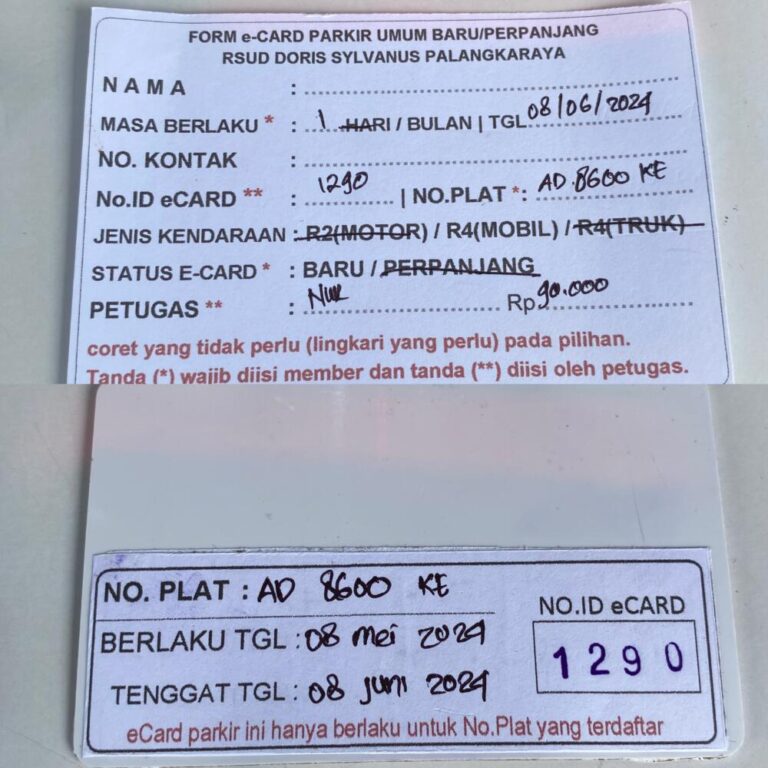 FORM e-CARD PARKIR UMUM BARU/PERPANJANG
RSUD DORIS SYLVANUS PALANGKARAYA
NAMA :
MASA BERLAKU * : 1 HARI / BULAN | TGL 08/06/2024
NO. KONTAK :
No.ID eCARD ** : 1290 | NO.PLAT *: AD 8600 KE
JENIS KENDARAAN : R2(MOTOR) / R4(MOBIL) / R4(TRUK)
STATUS E-CARD * : BARU / PERPANJANG
PETUGAS ** : Nur Rp 90.000
coret yang tidak perlu (lingkari yang perlu) pada pilihan.
Tanda (*) wajib diisi member dan tanda (**) diisi oleh petugas.
NO. PLAT : AD 8600 KE
BERLAKU TGL : 08 mei 2024
TENGGAT TGL : 08 juni 2024
NO.ID eCARD
1290
eCard parkir ini hanya berlaku untuk No.Plat yang terdaftar